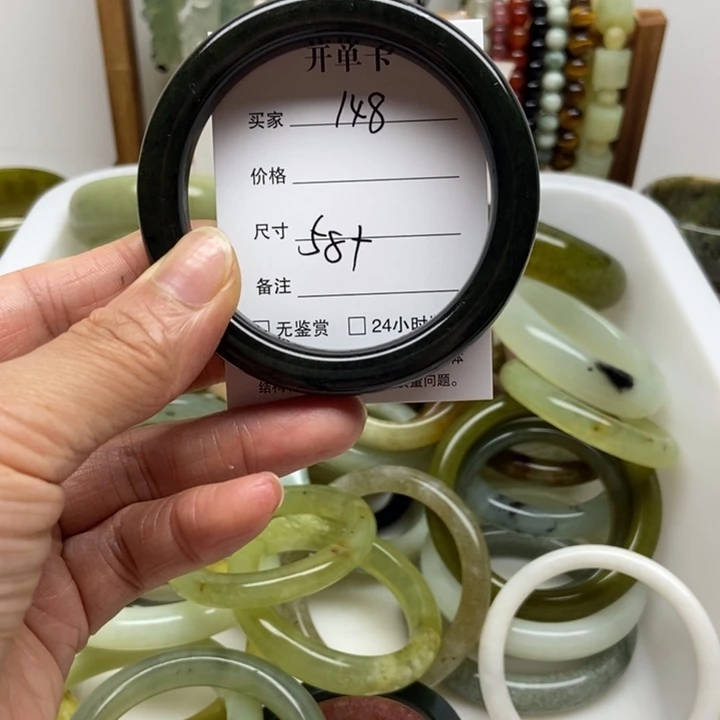 开单卡
买家 148
价格
尺寸 58+
备注
无鉴赏 24小时